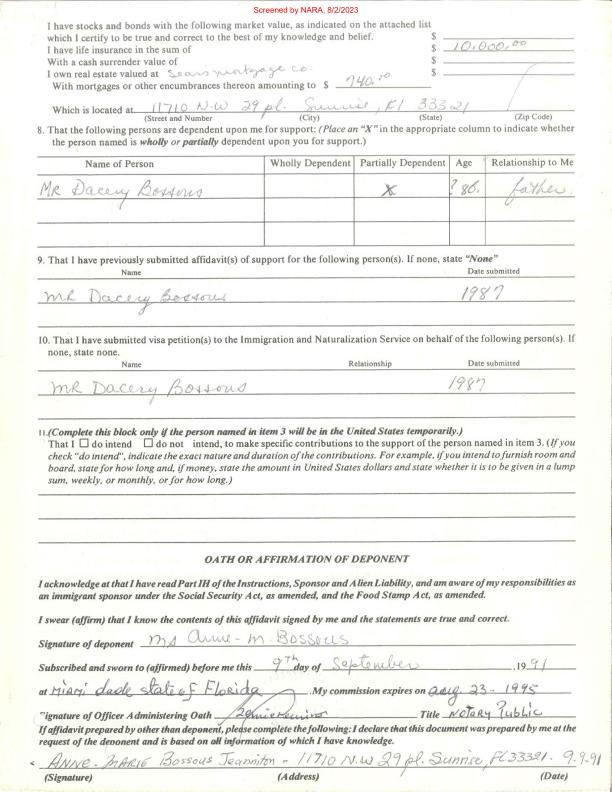 Screened by NARA, 8/2/2023
I have stocks and bonds with the following market value, as indicated on the attached list
which I certify to be true and correct to the best of my knowledge and belief. $
I have life insurance in the sum of $ 10.000.00
With a cash surrender value of $
I own real estate valued at Sears mortgage co. $
With mortgages or other encumbrances thereon amounting to $ 740.00
Which is located at 11710 N.W 29 pl. Sunrise, Fl 33321
(Street and Number) (City) (State) (Zip Code)
8. That the following persons are dependent upon me for support: (Place an "X" in the appropriate column to indicate whether
the person named is wholly or partially dependent upon you for support.)
Name of Person Wholly Dependent Partially Dependent Age Relationship to Me
MR Dacery Bossous X 86. father.
9. That I have previously submitted affidavit(s) of support for the following person(s). If none, state "None"
Name Date submitted
MR Dacery Bossous 1987
10. That I have submitted visa petition(s) to the Immigration and Naturalization Service on behalf of the following person(s). If
none, state none.
Name Relationship Date submitted
MR Dacery Bossous 1987
11.(Complete this block only if the person named in item 3 will be in the United States temporarily.)
That I ☐ do intend ☐ do not intend, to make specific contributions to the support of the person named in item 3. (If you
check "do intend", indicate the exact nature and duration of the contributions. For example, if you intend to furnish room and
board, state for how long and, if money, state the amount in United States dollars and state whether it is to be given in a lump
sum, weekly, or monthly, or for how long.)
OATH OR AFFIRMATION OF DEPONENT
I acknowledge at that I have read Part IH of the Instructions, Sponsor and Alien Liability, and am aware of my responsibilities as
an immigrant sponsor under the Social Security Act, as amended, and the Food Stamp Act, as amended.
I swear (affirm) that I know the contents of this affidavit signed by me and the statements are true and correct.
Signature of deponent Ms Anne-M Bossous
Subscribed and sworn to (affirmed) before me this 9th day of September ,19 91
at Miami dade state of Florida .My commission expires on aug. 23 - 1995
"ignature of Officer Administering Oath Title Notary Public
If affidavit prepared by other than deponent, please complete the following: I declare that this document was prepared by me at the
request of the deponent and is based on all information of which I have knowledge.
ANNE-MARIE Bossous Jeanniton - 11710 N.W 29 pl. Sunrise, FL 33321. 9.9.91
(Signature) (Address) (Date)